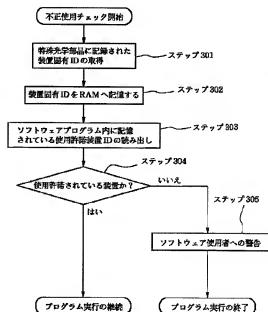 不正使用チェック開始
特殊光学部品に記録された
装置固有IDの取得
ステップ301
装置固有IDをRAMへ記憶する
ステップ302
ソフトウェアプログラム内に記憶
されている使用許諾装置IDの読み出し
ステップ303
使用許諾されている装置か？
ステップ304
いいえ
はい
ステップ305
ソフトウェア使用者への警告
プログラム実行の継続
プログラム実行の終了